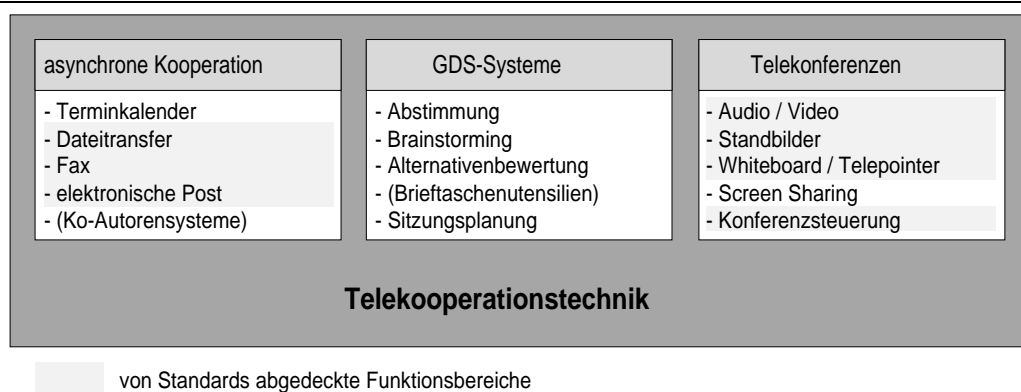 asynchrone Kooperation
- Terminkalender
- Dateitransfer
- Fax
- elektronische Post
- (Ko-Autorensysteme)
GDS-Systeme
- Abstimmung
- Brainstorming
- Alternativenbewertung
- (Brieftaschenutensilien)
- Sitzungsplanung
Telekonferenzen
- Audio / Video
- Standbilder
- Whiteboard / Telepointer
- Screen Sharing
- Konferenzsteuerung
Telekooperationstechnik
von Standards abgedeckte Funktionsbereiche